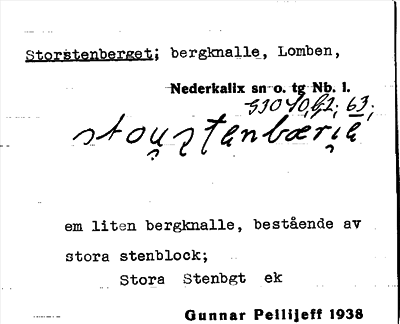 Storstenberget; bergknalle, Lomben,
Nederkalix sn o. tg Nb. l.
em liten bergknalle, bestående av
stora stenblock;
Stora Stenbgt ek
Gunnar Pellijeff 1938